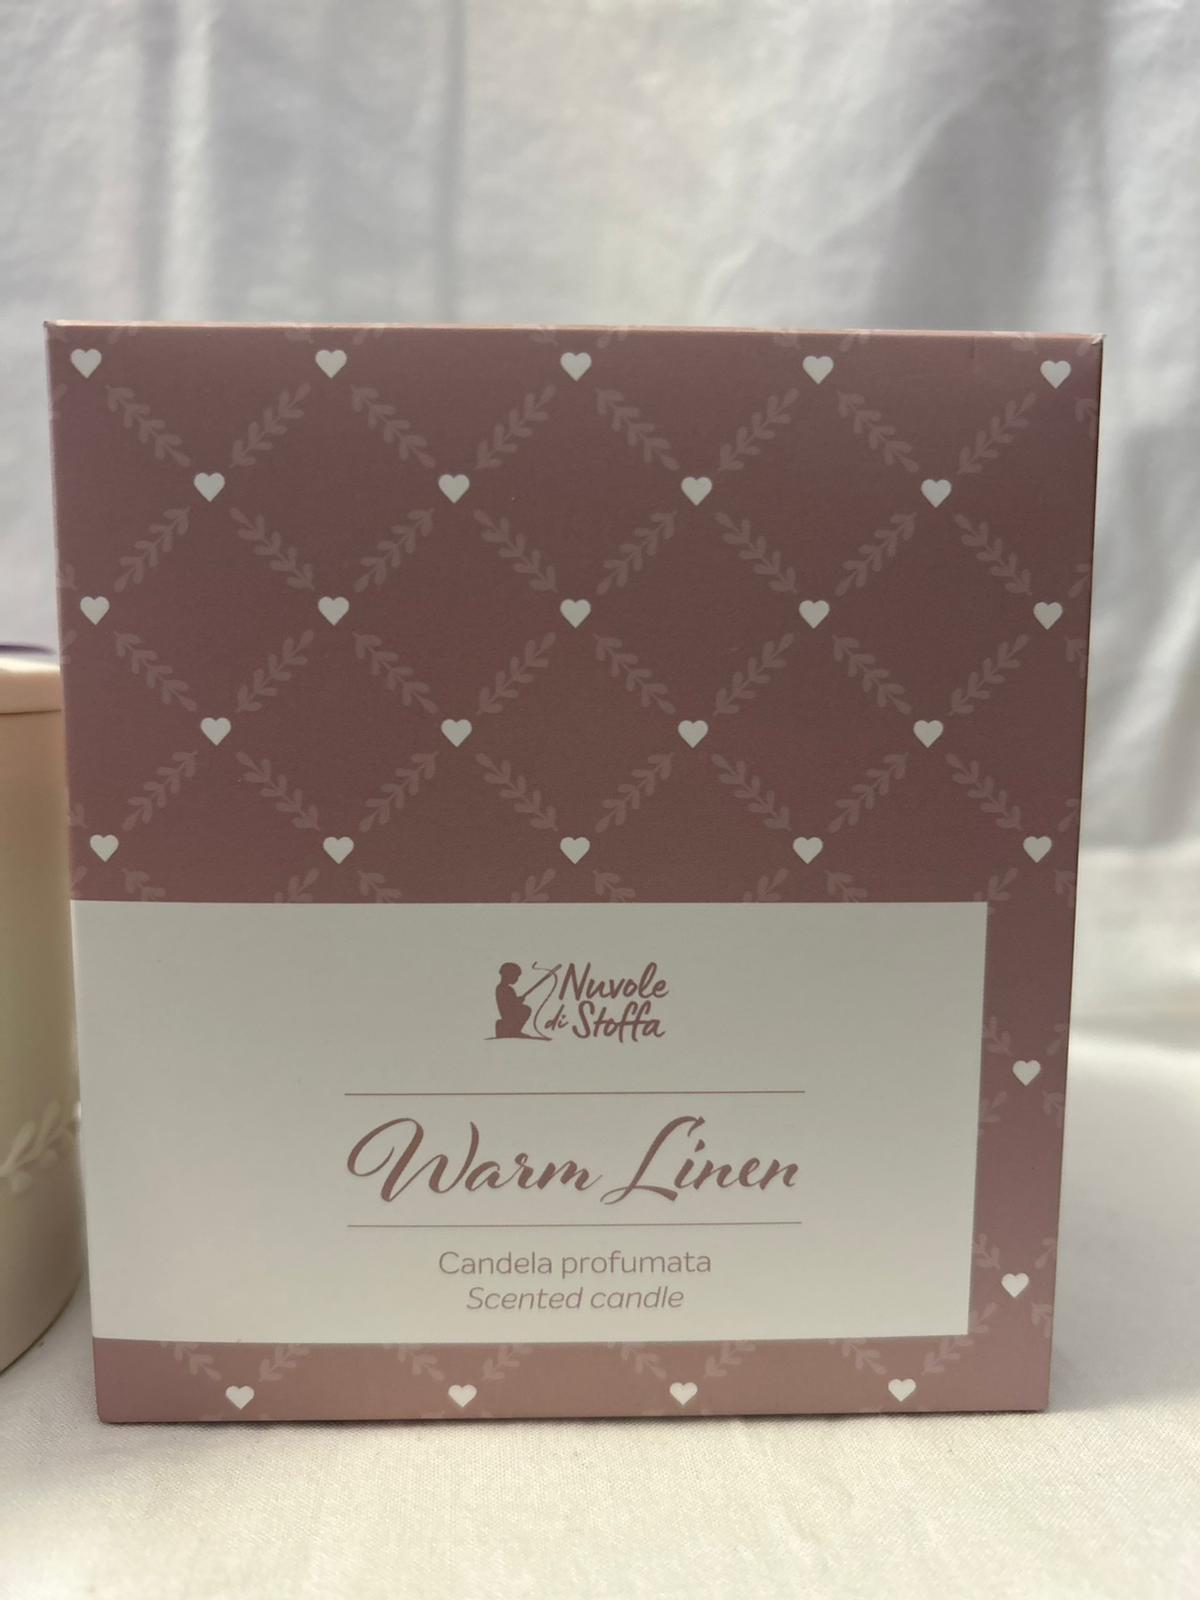 Nuvole
di Stoffa
Warm Linen
Candela profumata
Scented candle